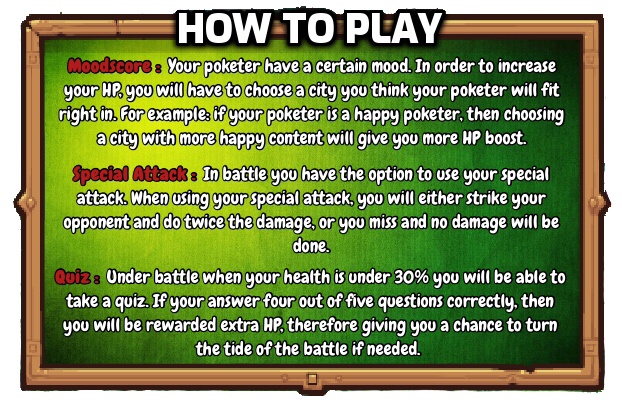 HOW TO PLAY
Moodscore : Your poketer have a certain mood. In order to increase
your HP, you will have to choose a city you think your poketer will fit
right in. For example: if your poketer is a happy poketer, then choosing
a city with more happy content will give you more HP boost.
Special Attack : In battle you have the option to use your special
attack. When using your special attack, you will either strike your
opponent and do twice the damage, or you miss and no damage will be
done.
Quiz : Under battle when your health is under 30% you will be able to
take a quiz. If your answer four out of five questions correctly, then
you will be rewarded extra HP, therefore giving you a chance to turn
the tide of the battle if needed.